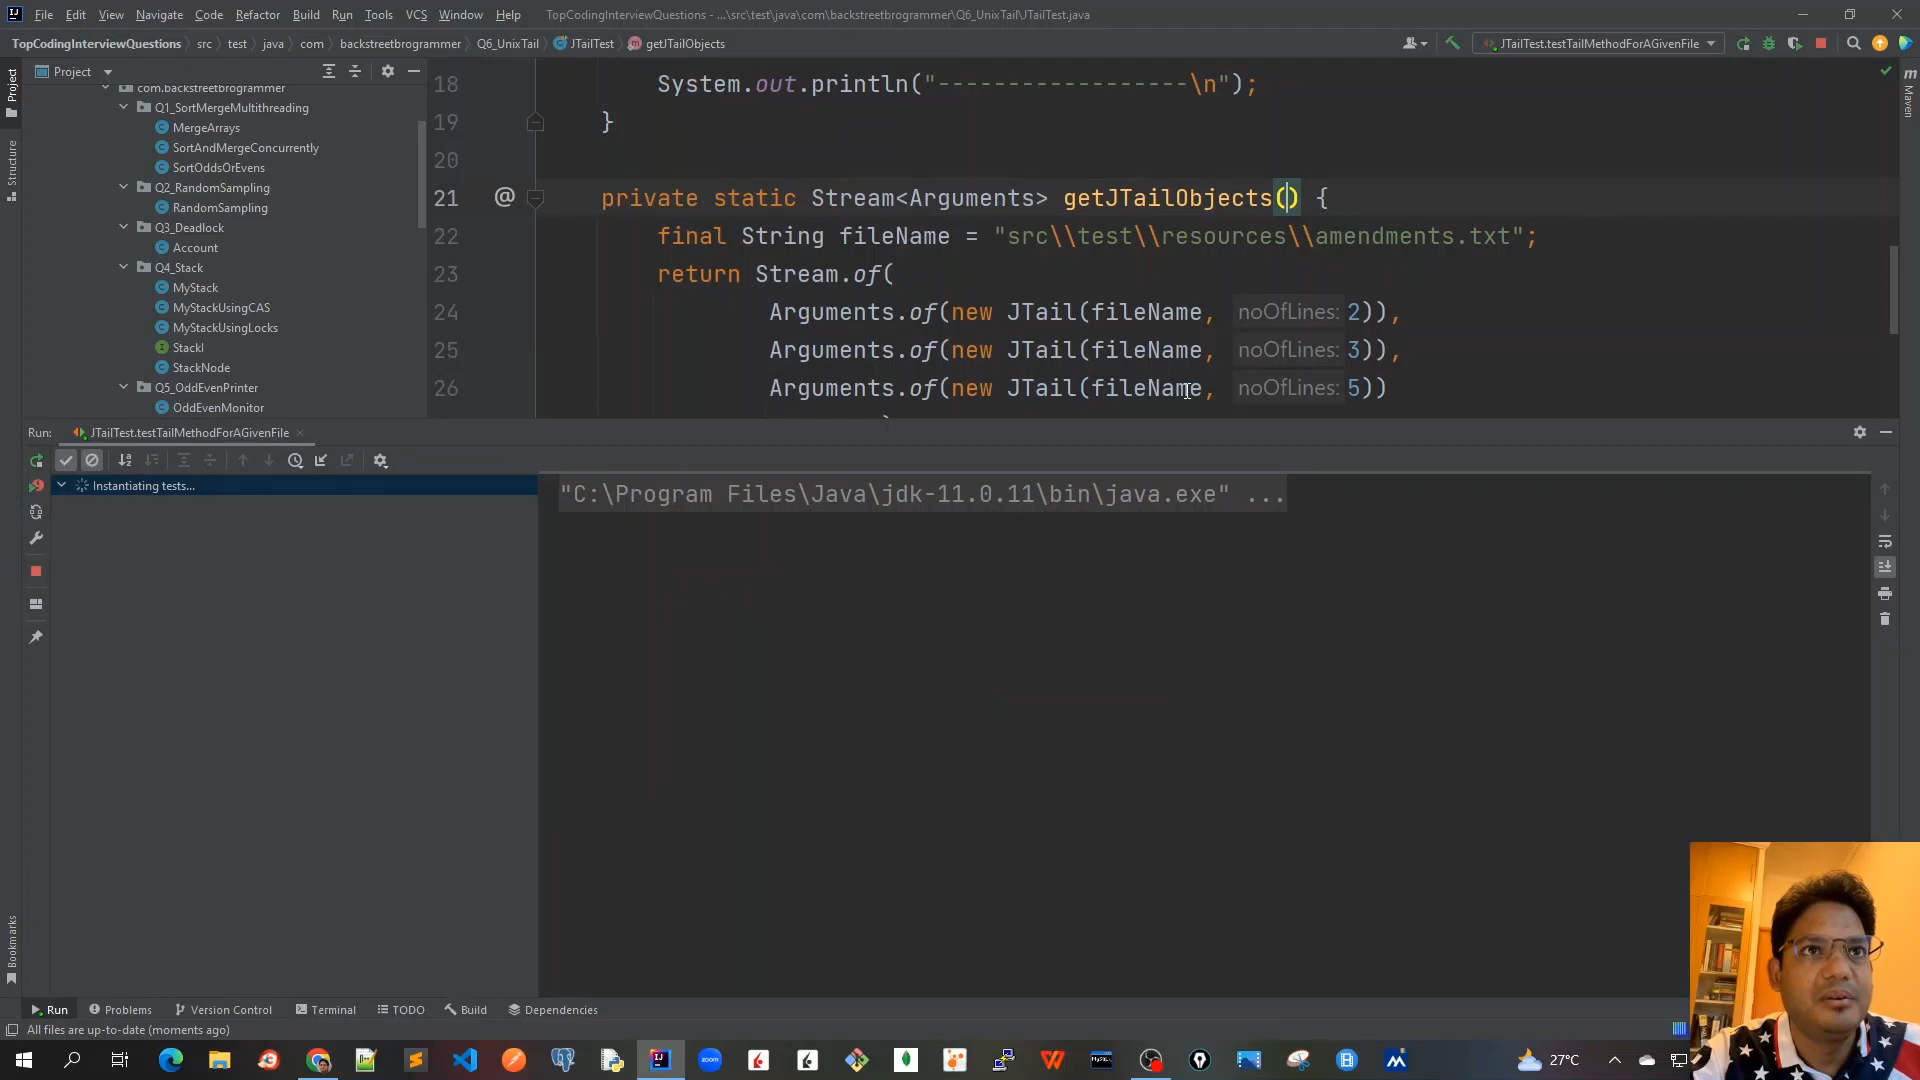 File Edit View Navigate Code Refactor Build Run Tools VCS Window Help TopCodingInterviewQuestions - ...\src\test\java\com\backstreetbrogrammer\Q6_UnixTail\JTailTest.java
TopCodingInterviewQuestions src test java com backstreetbrogrammer Q6_UnixTail JTailTest getJTailObjects JTailTest.testTailMethodForAGivenFile
Project
com.backstreetbrogrammer
Q1_SortMergeMultithreading
MergeArrays
SortAndMergeConcurrently
SortOddsOrEvens
Q2_RandomSampling
RandomSampling
Q3_Deadlock
Account
Q4_Stack
MyStack
MyStackUsingCAS
MyStackUsingLocks
StackI
StackNode
Q5_OddEvenPrinter
OddEvenMonitor
18 System.out.println("------------------\n");
19 }
20
21 @ private static Stream<Arguments> getJTailObjects() {
22 final String fileName = "src\\test\\resources\\amendments.txt";
23 return Stream.of(
24 Arguments.of(new JTail(fileName, noOfLines: 2)),
25 Arguments.of(new JTail(fileName, noOfLines: 3)),
26 Arguments.of(new JTail(fileName, noOfLines: 5))
Project
Structure
Bookmarks
Maven
Run: JTailTest.testTailMethodForAGivenFile
Instantiating tests...
"C:\Program Files\Java\jdk-11.0.11\bin\java.exe" ...
Run Problems Version Control Terminal TODO Build Dependencies
All files are up-to-date (moments ago)
27°C